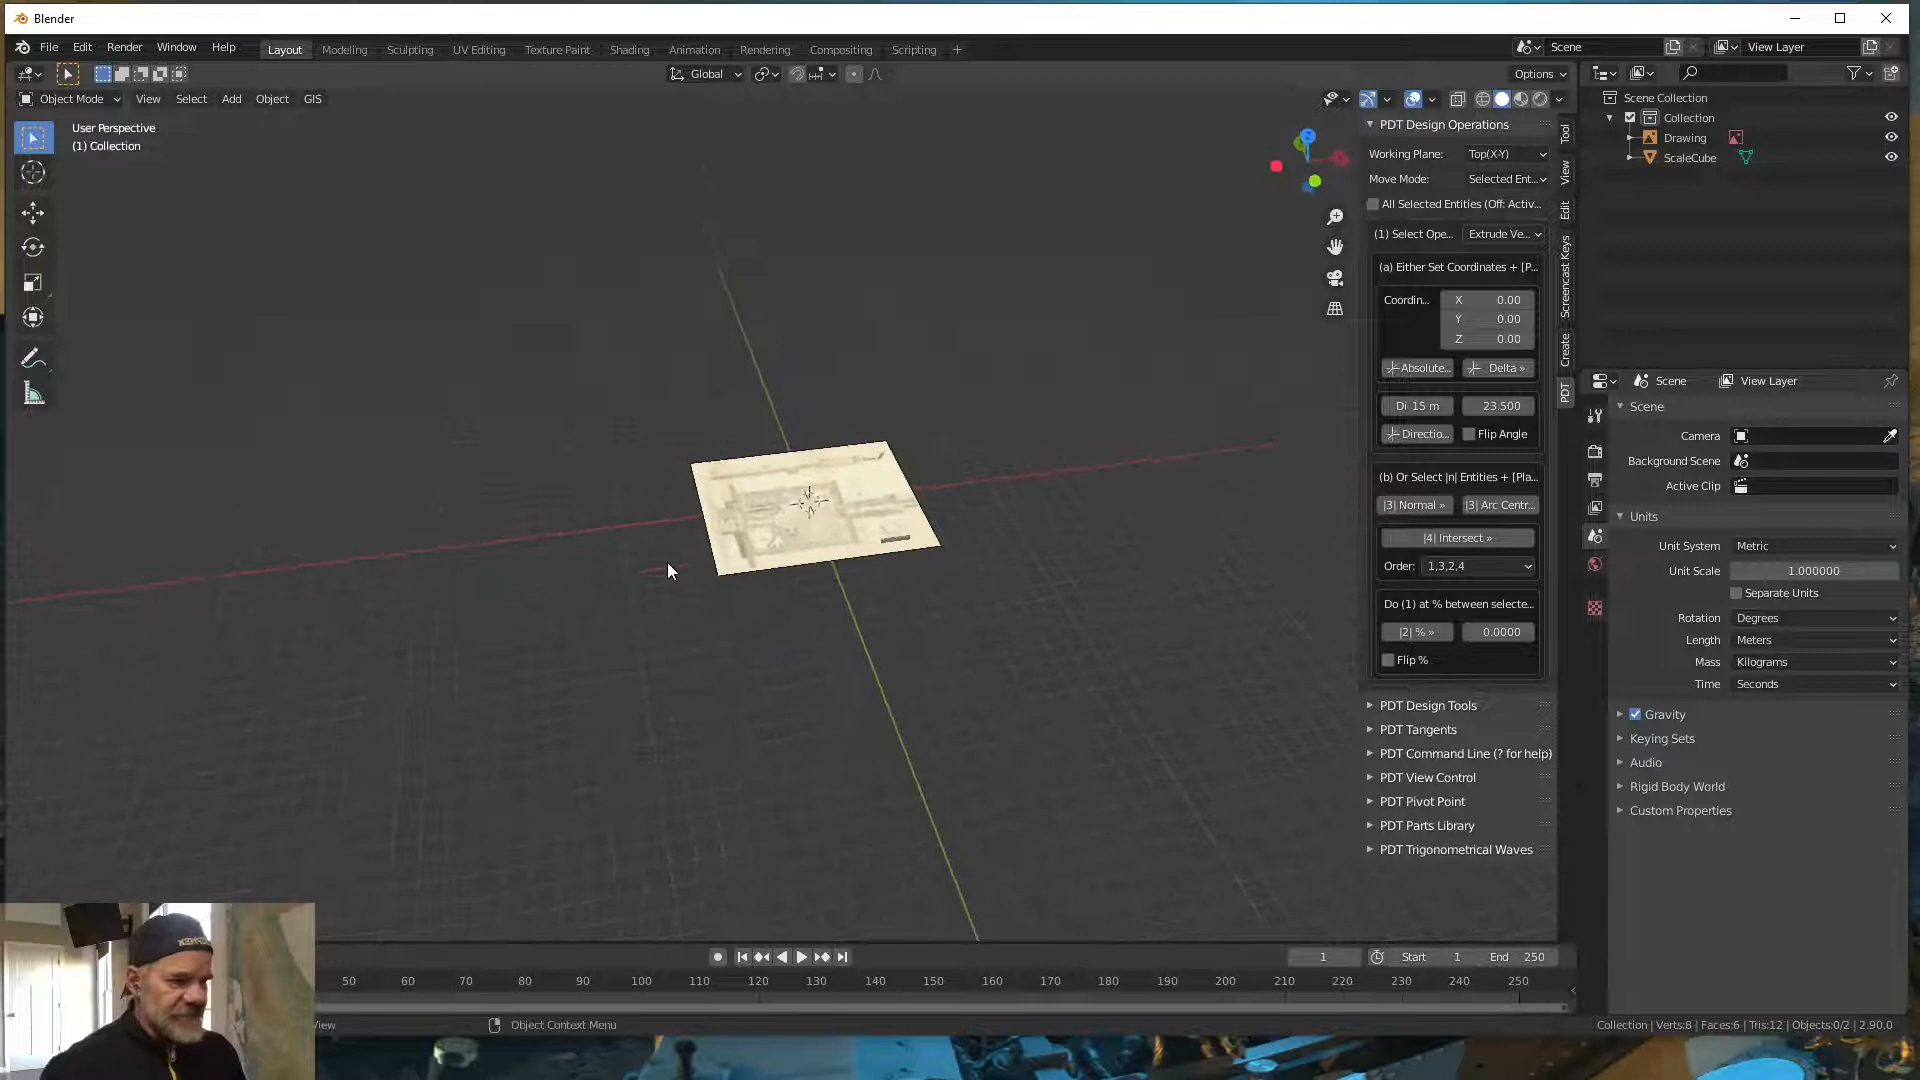 Blender
File Edit Render Window Help Layout Modeling Sculpting UV Editing Texture Paint Shading Animation Rendering Compositing Scripting + Scene View Layer
Global Options
Object Mode View Select Add Object GIS
User Perspective
(1) Collection
PDT Design Operations
Working Plane: Top(X-Y)
Move Mode: Selected Ent...
All Selected Entities (Off: Activ...
(1) Select Ope... Extrude Ve...
(a) Either Set Coordinates + [P...
Coordin... X 0.00
Y 0.00
Z 0.00
Absolute... Delta »
Di 15 m 23.500
Directio... Flip Angle
(b) Or Select |n| Entities + [Pla...
|3| Normal » |3| Arc Centr...
|4| Intersect »
Order: 1,3,2,4
Do (1) at % between selecte...
|2| % » 0.0000
Flip %
PDT Design Tools
PDT Tangents
PDT Command Line (? for help)
PDT View Control
PDT Pivot Point
PDT Parts Library
PDT Trigonometrical Waves
Tool
View
Edit
Screencast Keys
Create
PDT
Z
Scene Collection
Collection
Drawing
ScaleCube
Scene View Layer
Scene
Camera
Background Scene
Active Clip
Units
Unit System Metric
Unit Scale 1.000000
Separate Units
Rotation Degrees
Length Meters
Mass Kilograms
Time Seconds
Gravity
Keying Sets
Audio
Rigid Body World
Custom Properties
1 Start 1 End 250
50 60 70 80 90 100 110 120 130 140 150 160 170 180 190 200 210 220 230 240 250
View Object Context Menu
Collection | Verts:8 | Faces:6 | Tris:12 | Objects:0/2 | 2.90.0